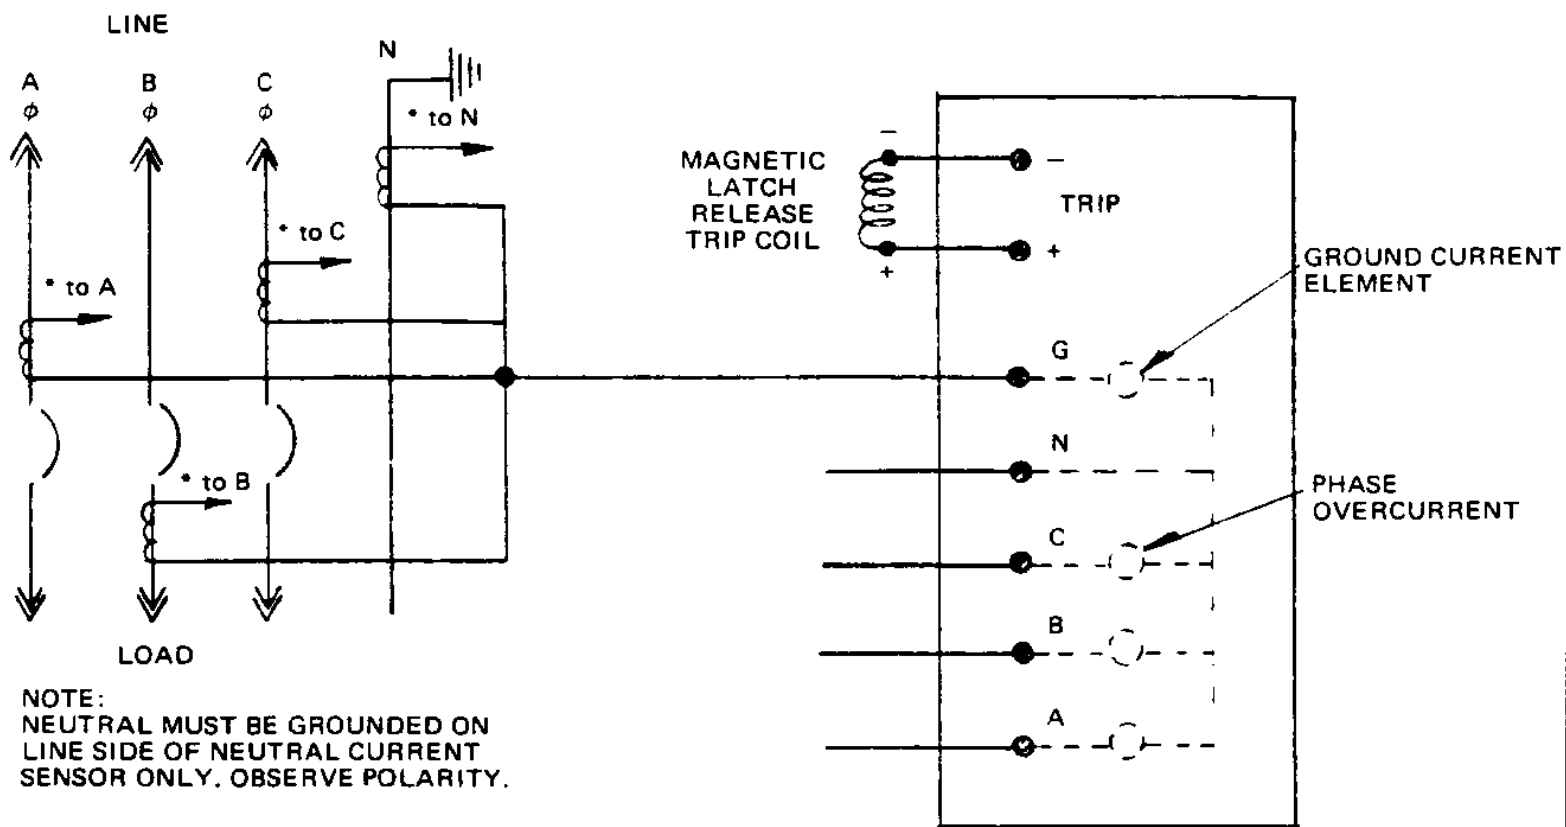 LINE
A
ø
B
ø
C
ø
N
* to N
* to C
* to A
* to B
LOAD
NOTE:
NEUTRAL MUST BE GROUNDED ON
LINE SIDE OF NEUTRAL CURRENT
SENSOR ONLY. OBSERVE POLARITY.
MAGNETIC
LATCH
RELEASE
TRIP COIL
−
+
−
TRIP
+
G
N
C
B
A
GROUND CURRENT
ELEMENT
PHASE
OVERCURRENT